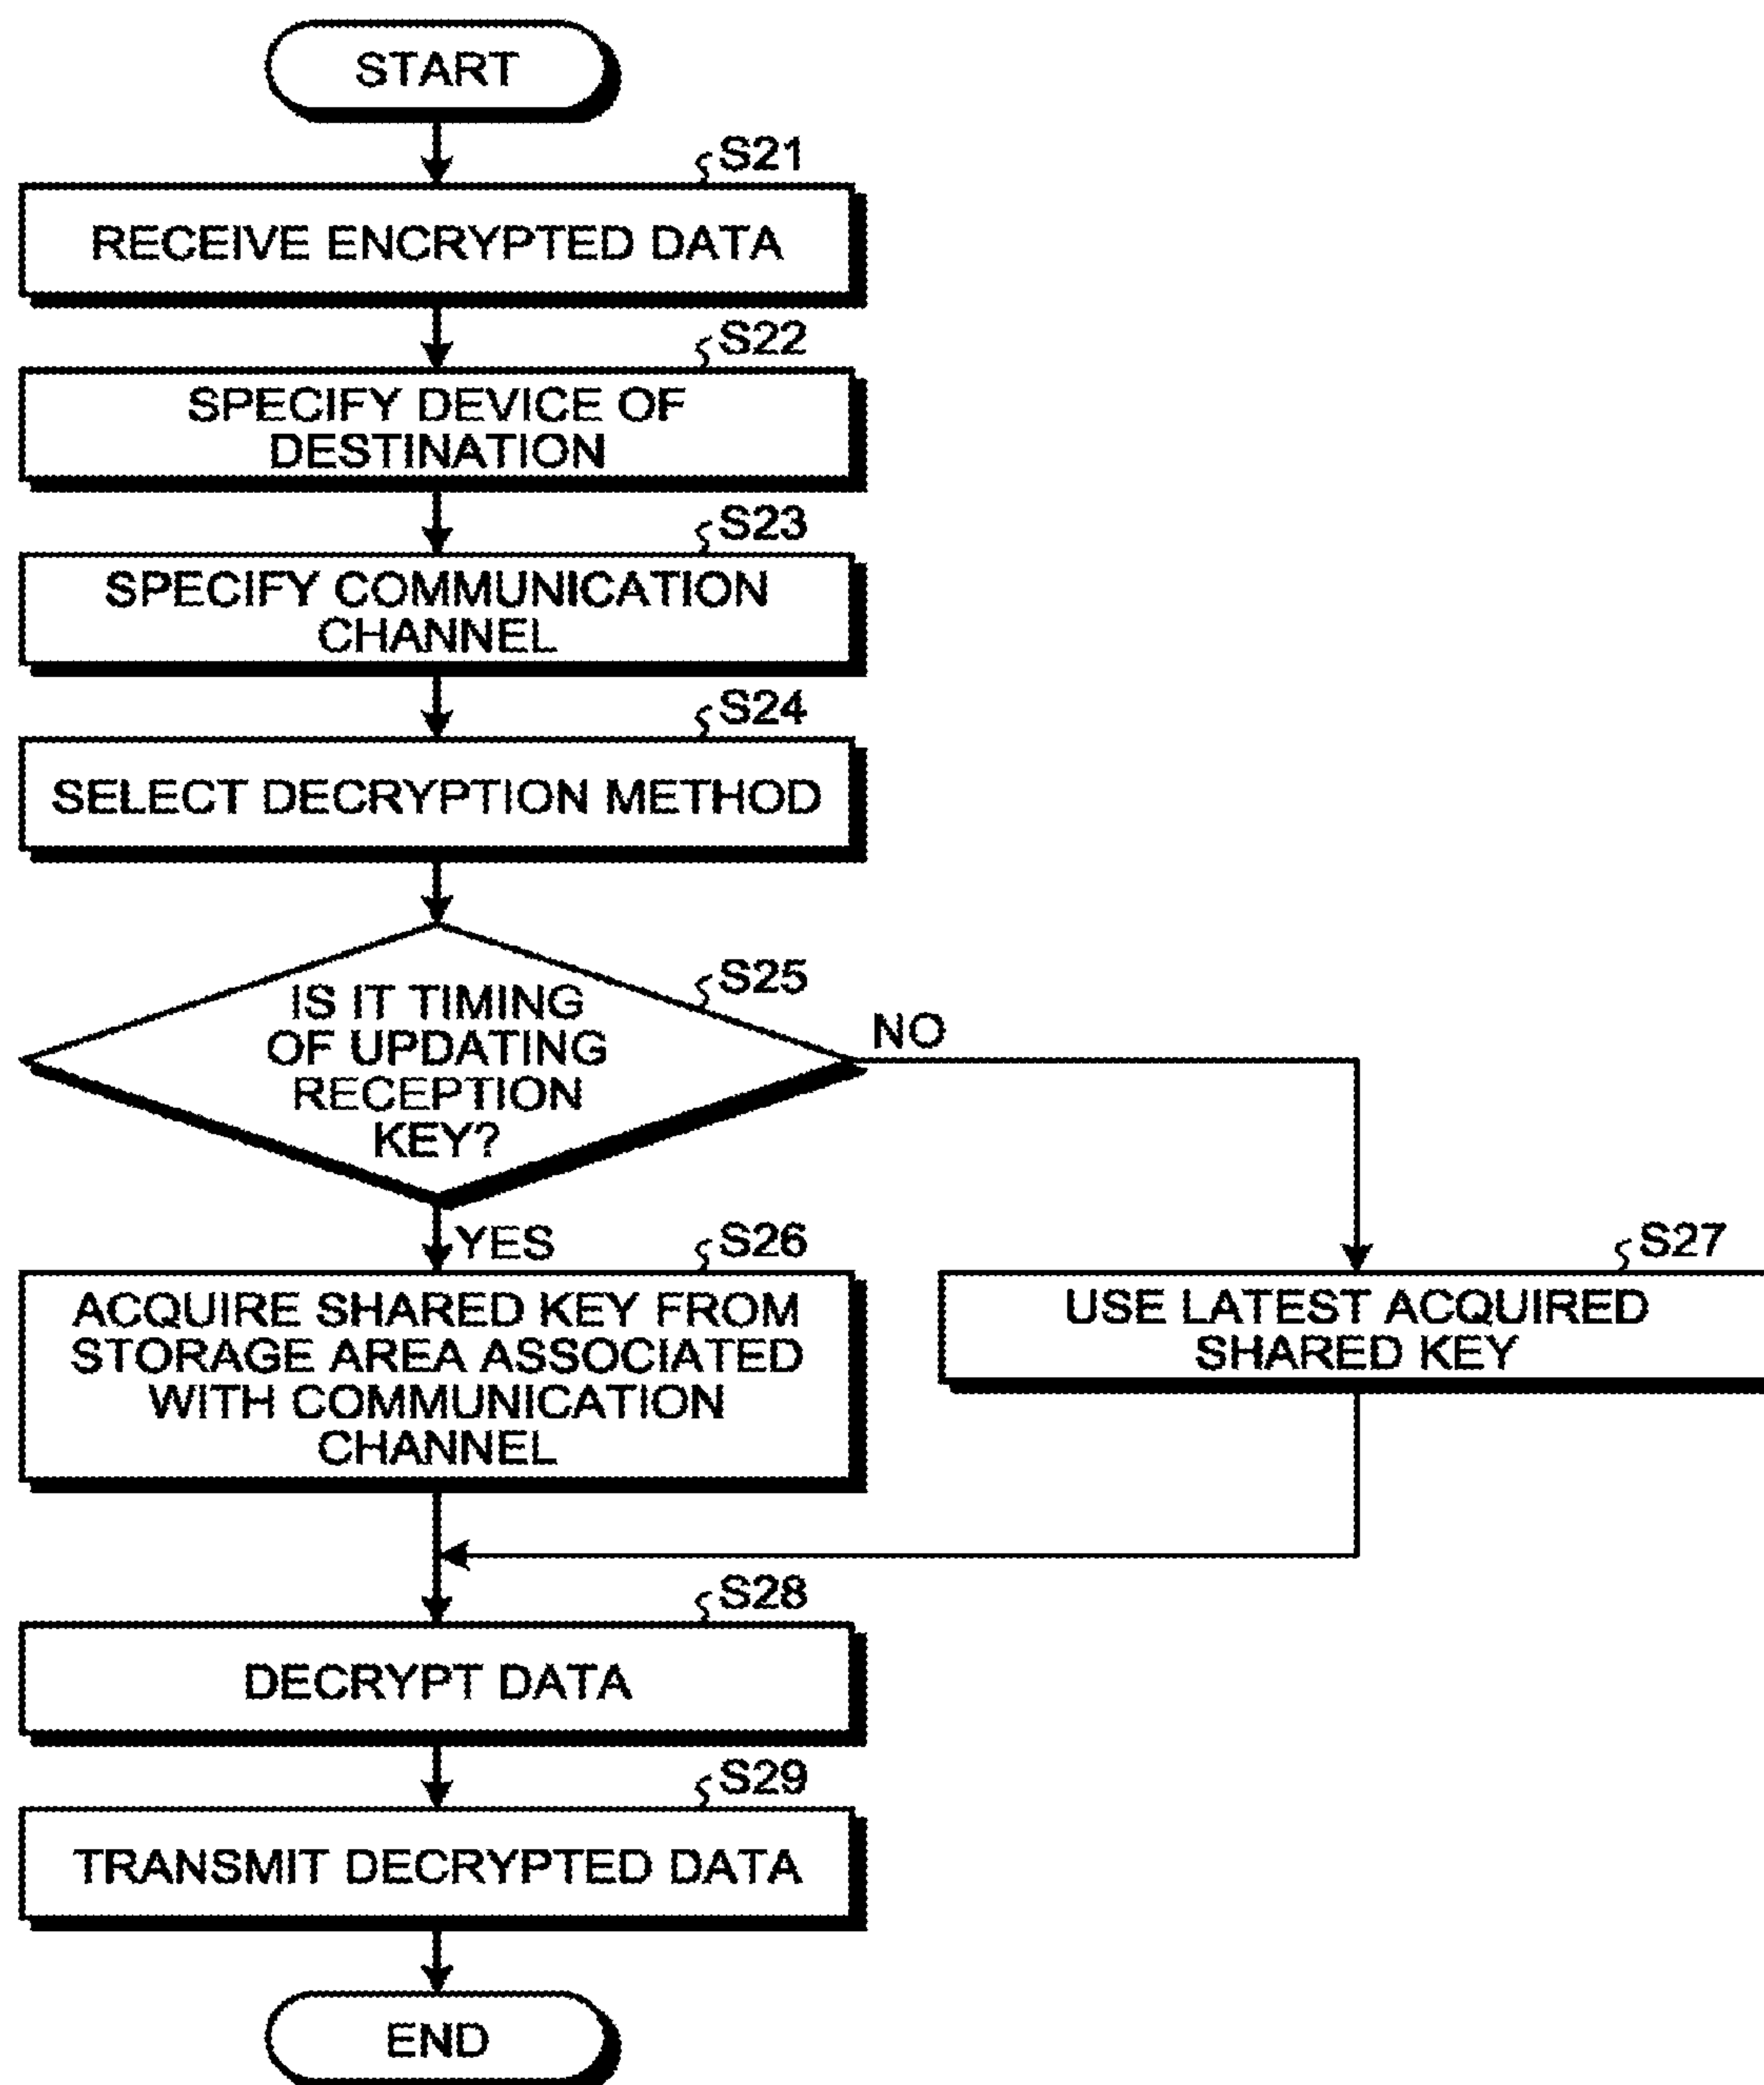 START
S21
RECEIVE ENCRYPTED DATA
S22
SPECIFY DEVICE OF
DESTINATION
S23
SPECIFY COMMUNICATION
CHANNEL
S24
SELECT DECRYPTION METHOD
S25
IS IT TIMING
OF UPDATING
RECEPTION
KEY?
NO
YES
S26
ACQUIRE SHARED KEY FROM
STORAGE AREA ASSOCIATED
WITH COMMUNICATION
CHANNEL
S27
USE LATEST ACQUIRED
SHARED KEY
S28
DECRYPT DATA
S29
TRANSMIT DECRYPTED DATA
END